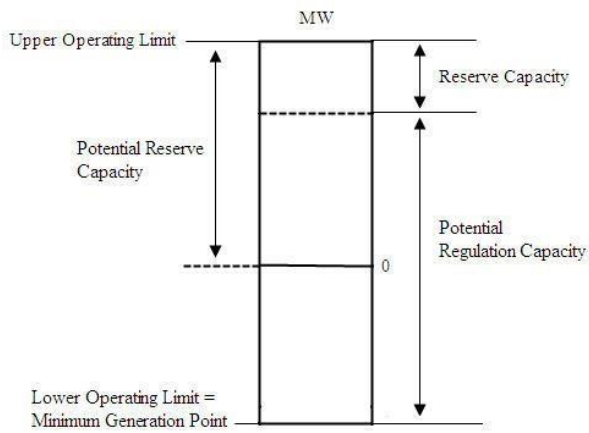 MW
Upper Operating Limit
Reserve Capacity
Potential Reserve
Capacity
Potential
Regulation Capacity
0
Lower Operating Limit =
Minimum Generation Point